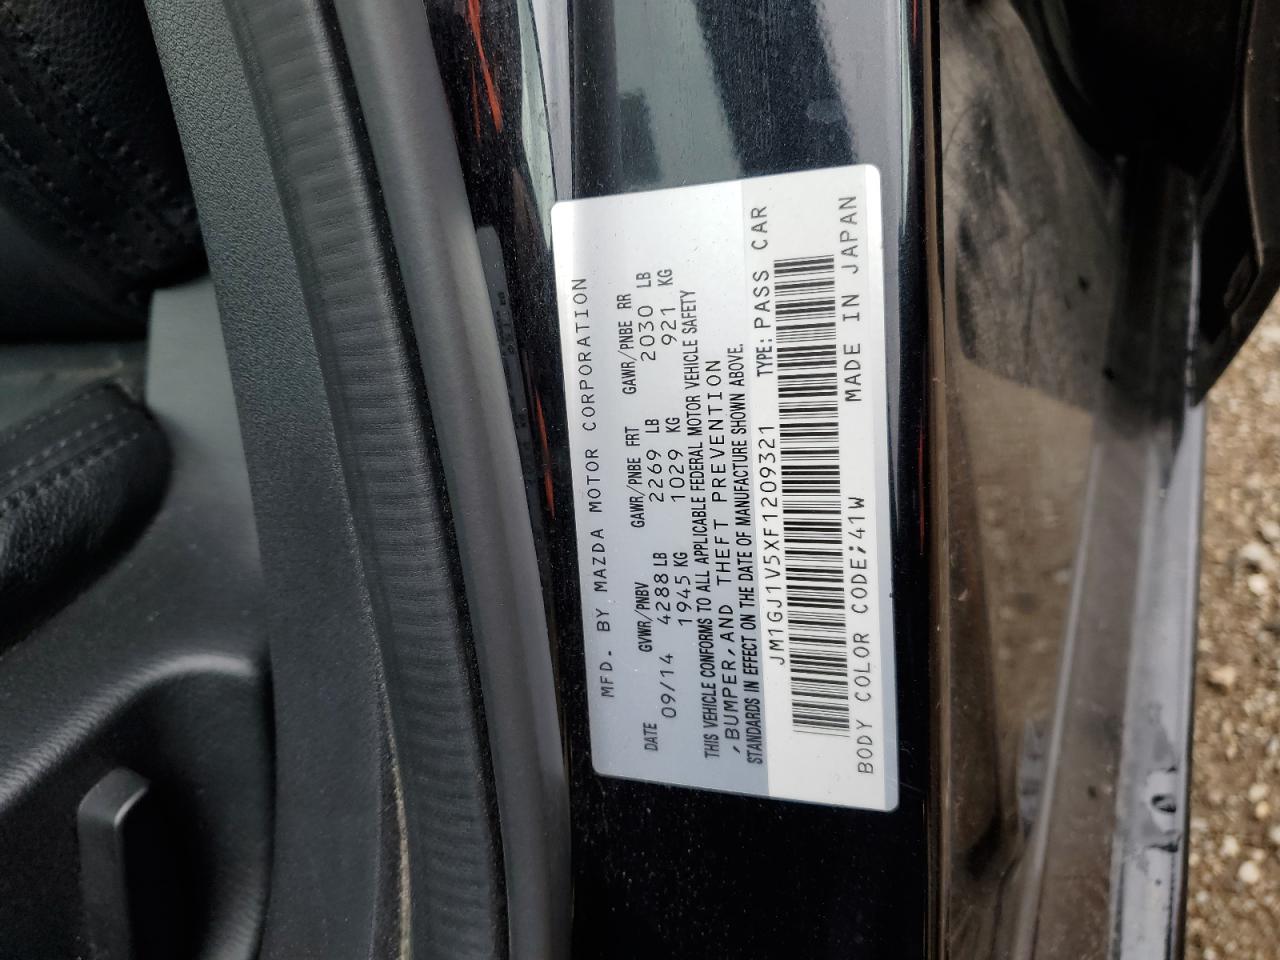 MFD. BY MAZDA MOTOR CORPORATION
DATE GVWR/PNBV GAWR/PNBE FRT GAWR/PNBE RR
09/14 4288 LB 2269 LB 2030 LB
1945 KG 1029 KG 921 KG
THIS VEHICLE CONFORMS TO ALL APPLICABLE FEDERAL MOTOR VEHICLE SAFETY
,BUMPER,AND THEFT PREVENTION
STANDARDS IN EFFECT ON THE DATE OF MANUFACTURE SHOWN ABOVE.
JM1GJ1V5XF1209321 TYPE: PASS CAR
BODY COLOR CODE;41W MADE IN JAPAN